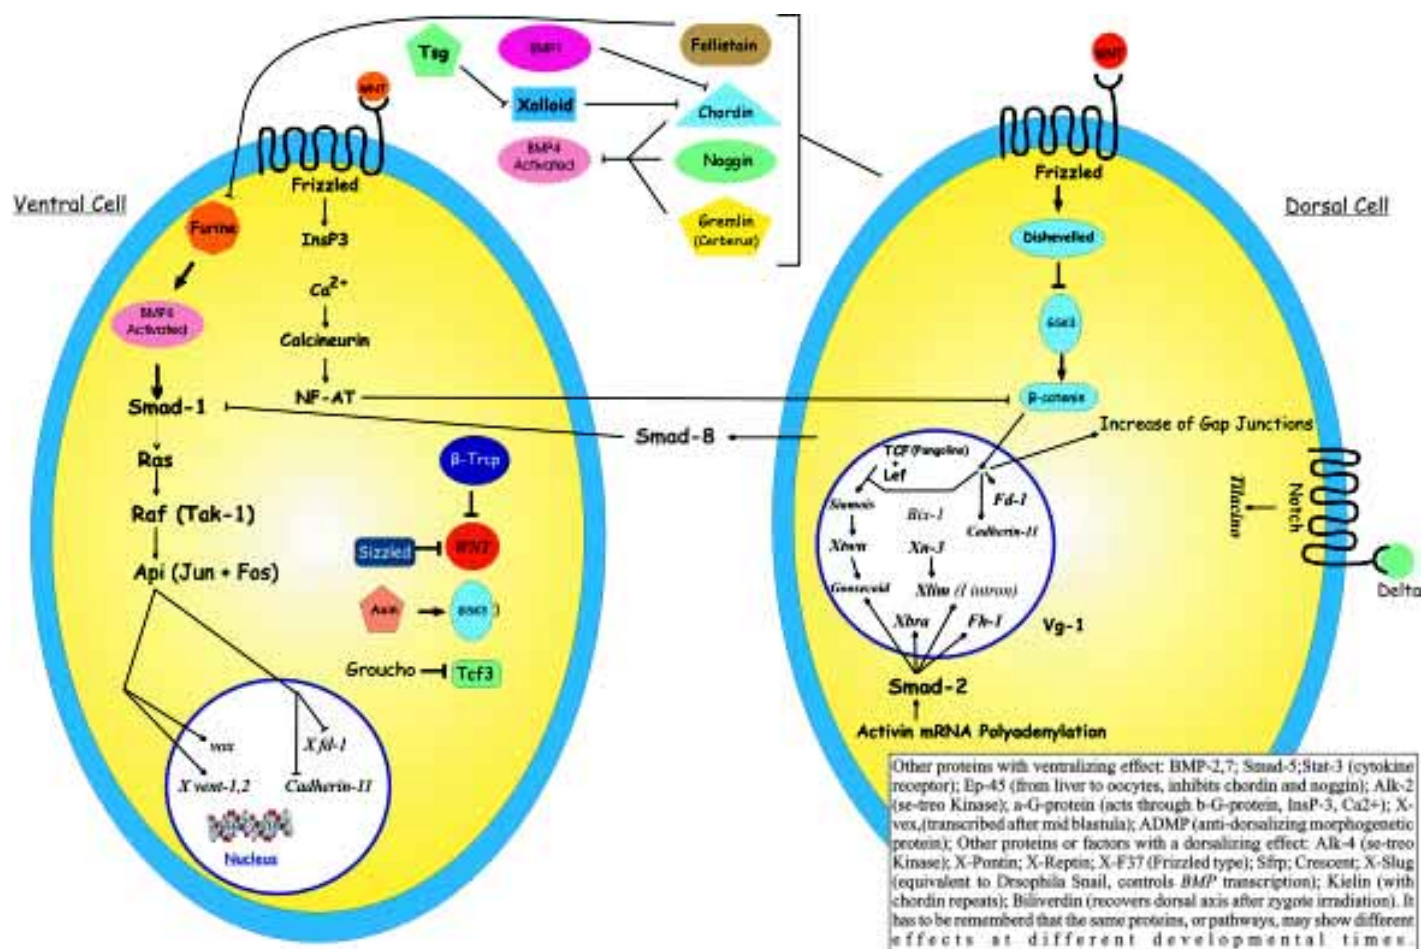 Follistain
Tsg
BMP1
WNT
WNT
Xolloid
Chordin
BMP4
Activated
Noggin
Frizzled
Frizzled
Ventral Cell
Dorsal Cell
Gremlin
(Cerberus)
Furine
InsP3
Dishevelled
Ca2+
BMP4
Activated
GSK3
Calcineurin
NF-AT
β-catenin
Smad-1
Smad-8
Increase of Gap Junctions
Ras
β-Trcp
TCF(Pangolina)
+
Lef
Fd-1
Notch
Siamois
Bix-1
Cadherin-11
Raf (Tak-1)
Sizzled
Xtwn
Xn-3
Api (Jun + Fos)
Goosecoid
Xlim (I intron)
Delta
Axin
GSK3
Xbra
Fh-1
Vg-1
Groucho
Tcf3
Smad-2
Activin mRNA Polyadenylation
vox
Xfd-1
X vent-1,2
Cadherin-11
Nucleus
Other proteins with ventralizing effect: BMP-2,7; Smad-5;Stat-3 (cytokine
receptor); Ep-45 (from liver to oocytes, inhibits chordin and noggin); Alk-2
(se-treo Kinase); a-G-protein (acts through b-G-protein, InsP-3, Ca2+); X-
vox,(transcribed after mid blastula); ADMP (anti-dorsalizing morphogenetic
protein); Other proteins or factors with a dorsalizing effect: Alk-4 (se-treo
Kinase); X-Pontin; X-Reptin; X-F37 (Frizzled type); Sfrp; Crescent; X-Slug
(equivalent to Drsophila Snail, controls BMP transcription); Kielin (with
chordin repeats); Biliverdin (recovers dorsal axis after zygote irradiation). It
has to be rememberd that the same proteins, or pathways, may show different
effects at different developmental times.